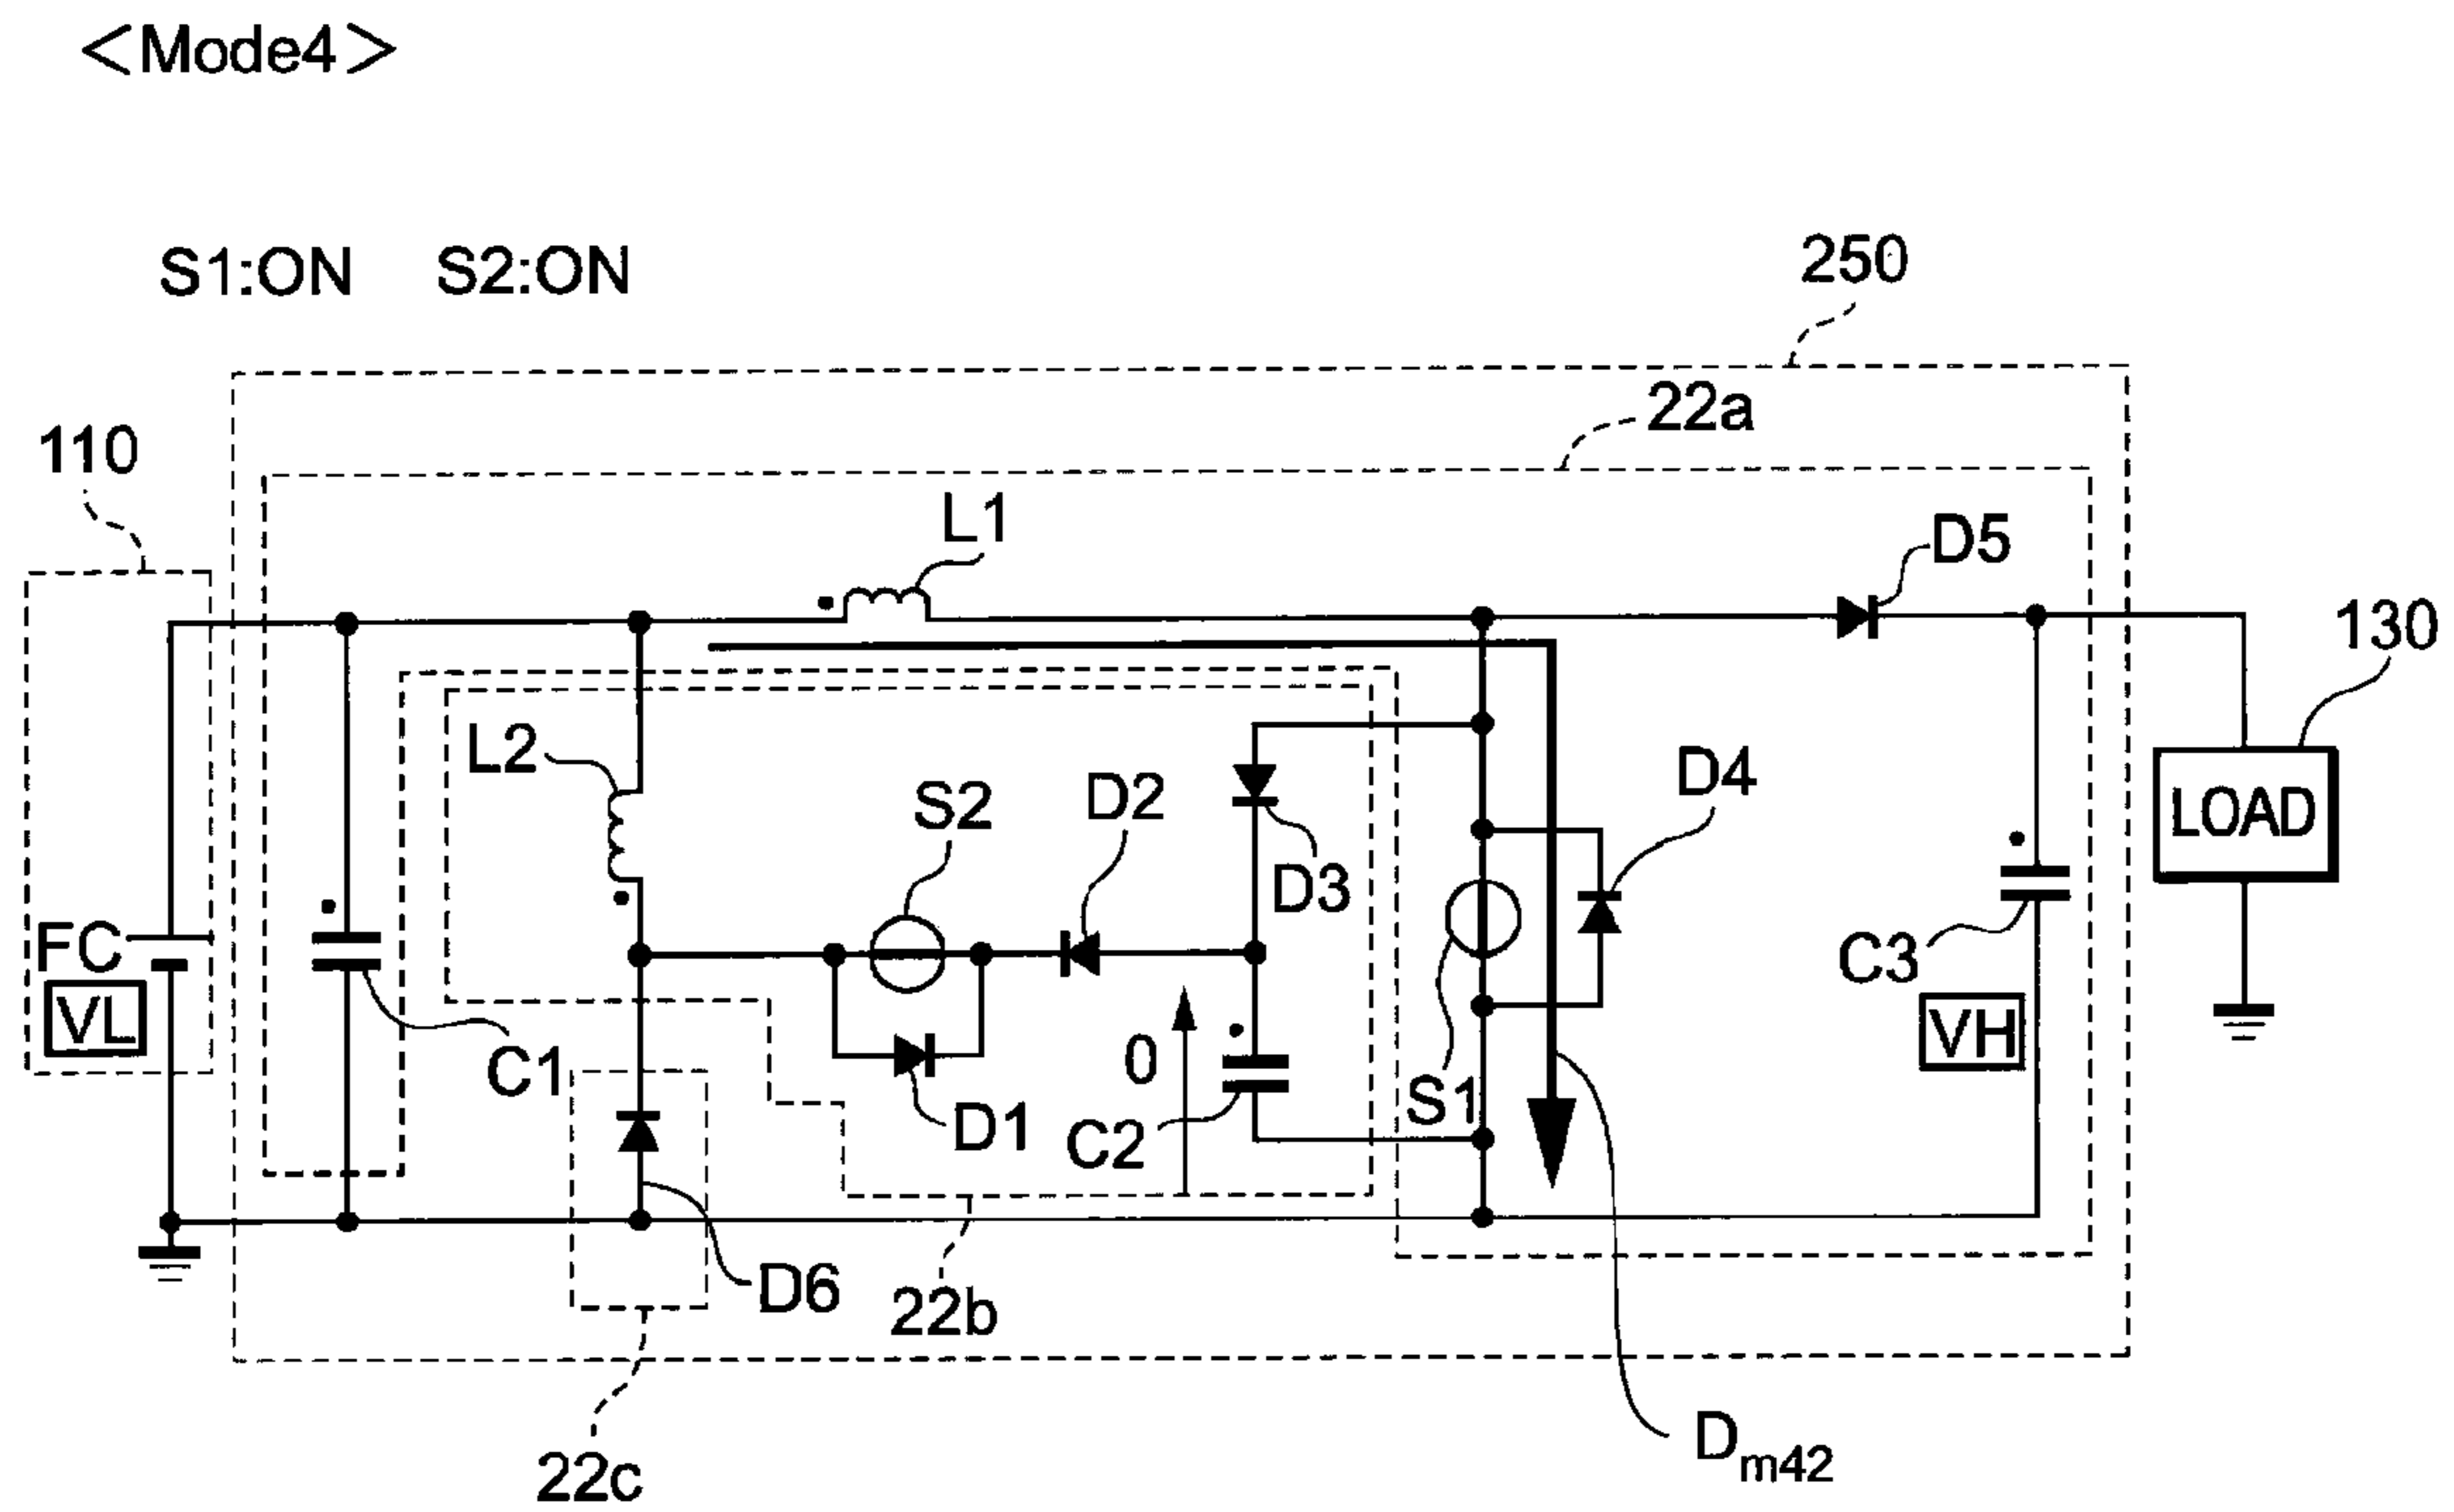 <Mode4>
S1:ON S2:ON
250
22a
110
L1
D5
130
L2
S2
D2
D3
D4
LOAD
FC
VL
C1
D1
0
C2
S1
C3
VH
D6
22b
22c
Dm42